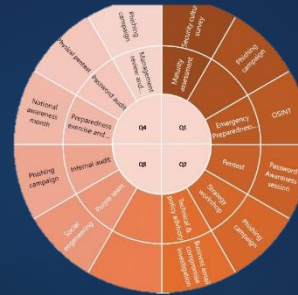 Phishing
campaign
Security cultur
survey
Phishing
campaign
OSINT
Password
Awareness
session
Phishing
campaign
Business email
compromise
investigation
Social
engineering
Phishing
campaign
National
awareness
month
Physical pentest
Management
review and...
Maturity
assessment
Emergency
Preparedness...
Pentest
Strategy
workshop
Technical &
policy advisory
Purple team
Internal audit
Preparedness
exercise and...
Password audit
Q4
Q1
Q3
Q2